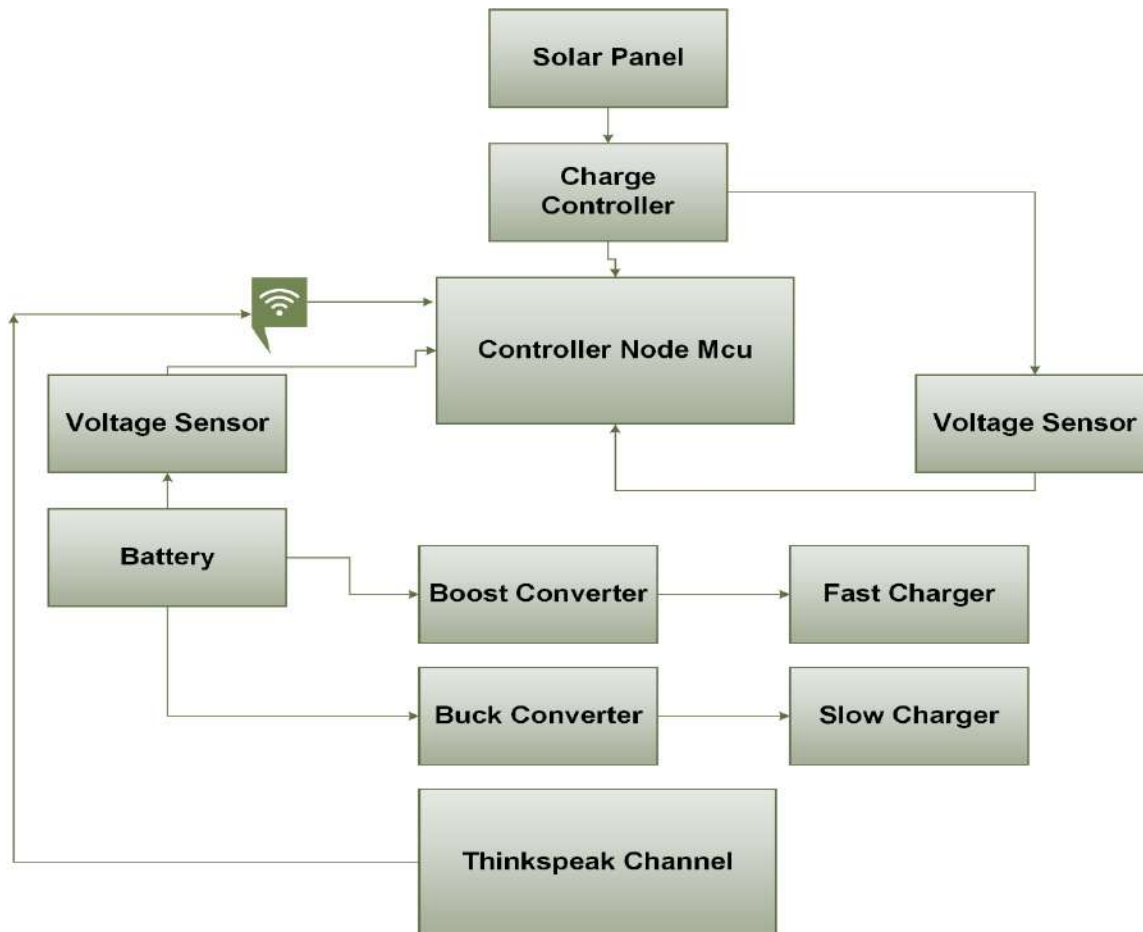 Solar Panel
Charge
Controller
Controller Node Mcu
Voltage Sensor
Voltage Sensor
Battery
Boost Converter
Fast Charger
Buck Converter
Slow Charger
Thinkspeak Channel